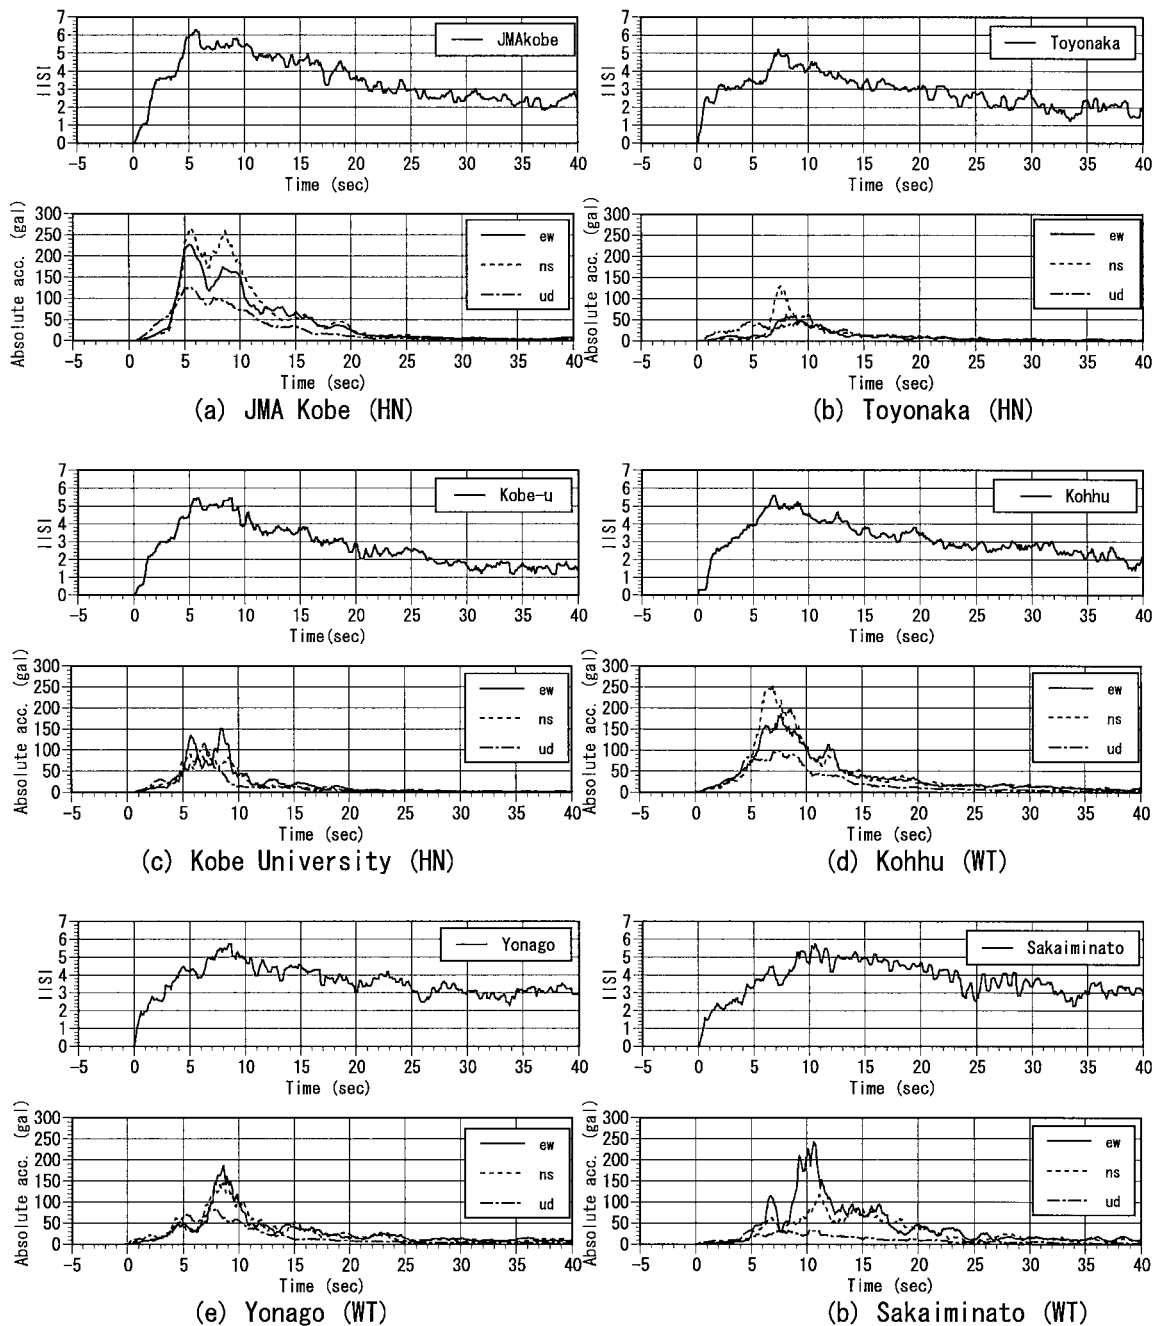 7
6
5
4
3
2
1
0
IISI
JMAkobe
-5 0 5 10 15 20 25 30 35 40
Time (sec)
300
250
200
150
100
50
0
Absolute acc. (gal)
ew
ns
ud
-5 0 5 10 15 20 25 30 35 40
Time (sec)
(a) JMA Kobe (HN)
7
6
5
4
3
2
1
0
IISI
Toyonaka
-5 0 5 10 15 20 25 30 35 40
Time (sec)
300
250
200
150
100
50
0
Absolute acc. (gal)
ew
ns
ud
-5 0 5 10 15 20 25 30 35 40
Time (sec)
(b) Toyonaka (HN)
7
6
5
4
3
2
1
0
IISI
Kobe-u
-5 0 5 10 15 20 25 30 35 40
Time(sec)
300
250
200
150
100
50
0
Absolute acc. (gal)
ew
ns
ud
-5 0 5 10 15 20 25 30 35 40
Time (sec)
(c) Kobe University (HN)
7
6
5
4
3
2
1
0
IISI
Kohhu
-5 0 5 10 15 20 25 30 35 40
Time (sec)
300
250
200
150
100
50
0
Absolute acc. (gal)
ew
ns
ud
-5 0 5 10 15 20 25 30 35 40
Time (sec)
(d) Kohhu (WT)
7
6
5
4
3
2
1
0
IISI
Yonago
-5 0 5 10 15 20 25 30 35 40
Time (sec)
300
250
200
150
100
50
0
Absolute acc. (gal)
ew
ns
ud
-5 0 5 10 15 20 25 30 35 40
Time (sec)
(e) Yonago (WT)
7
6
5
4
3
2
1
0
IISI
Sakaiminato
-5 0 5 10 15 20 25 30 35 40
Time (sec)
300
250
200
150
100
50
0
Absolute acc. (gal)
ew
ns
ud
-5 0 5 10 15 20 25 30 35 40
Time (sec)
(b) Sakaiminato (WT)